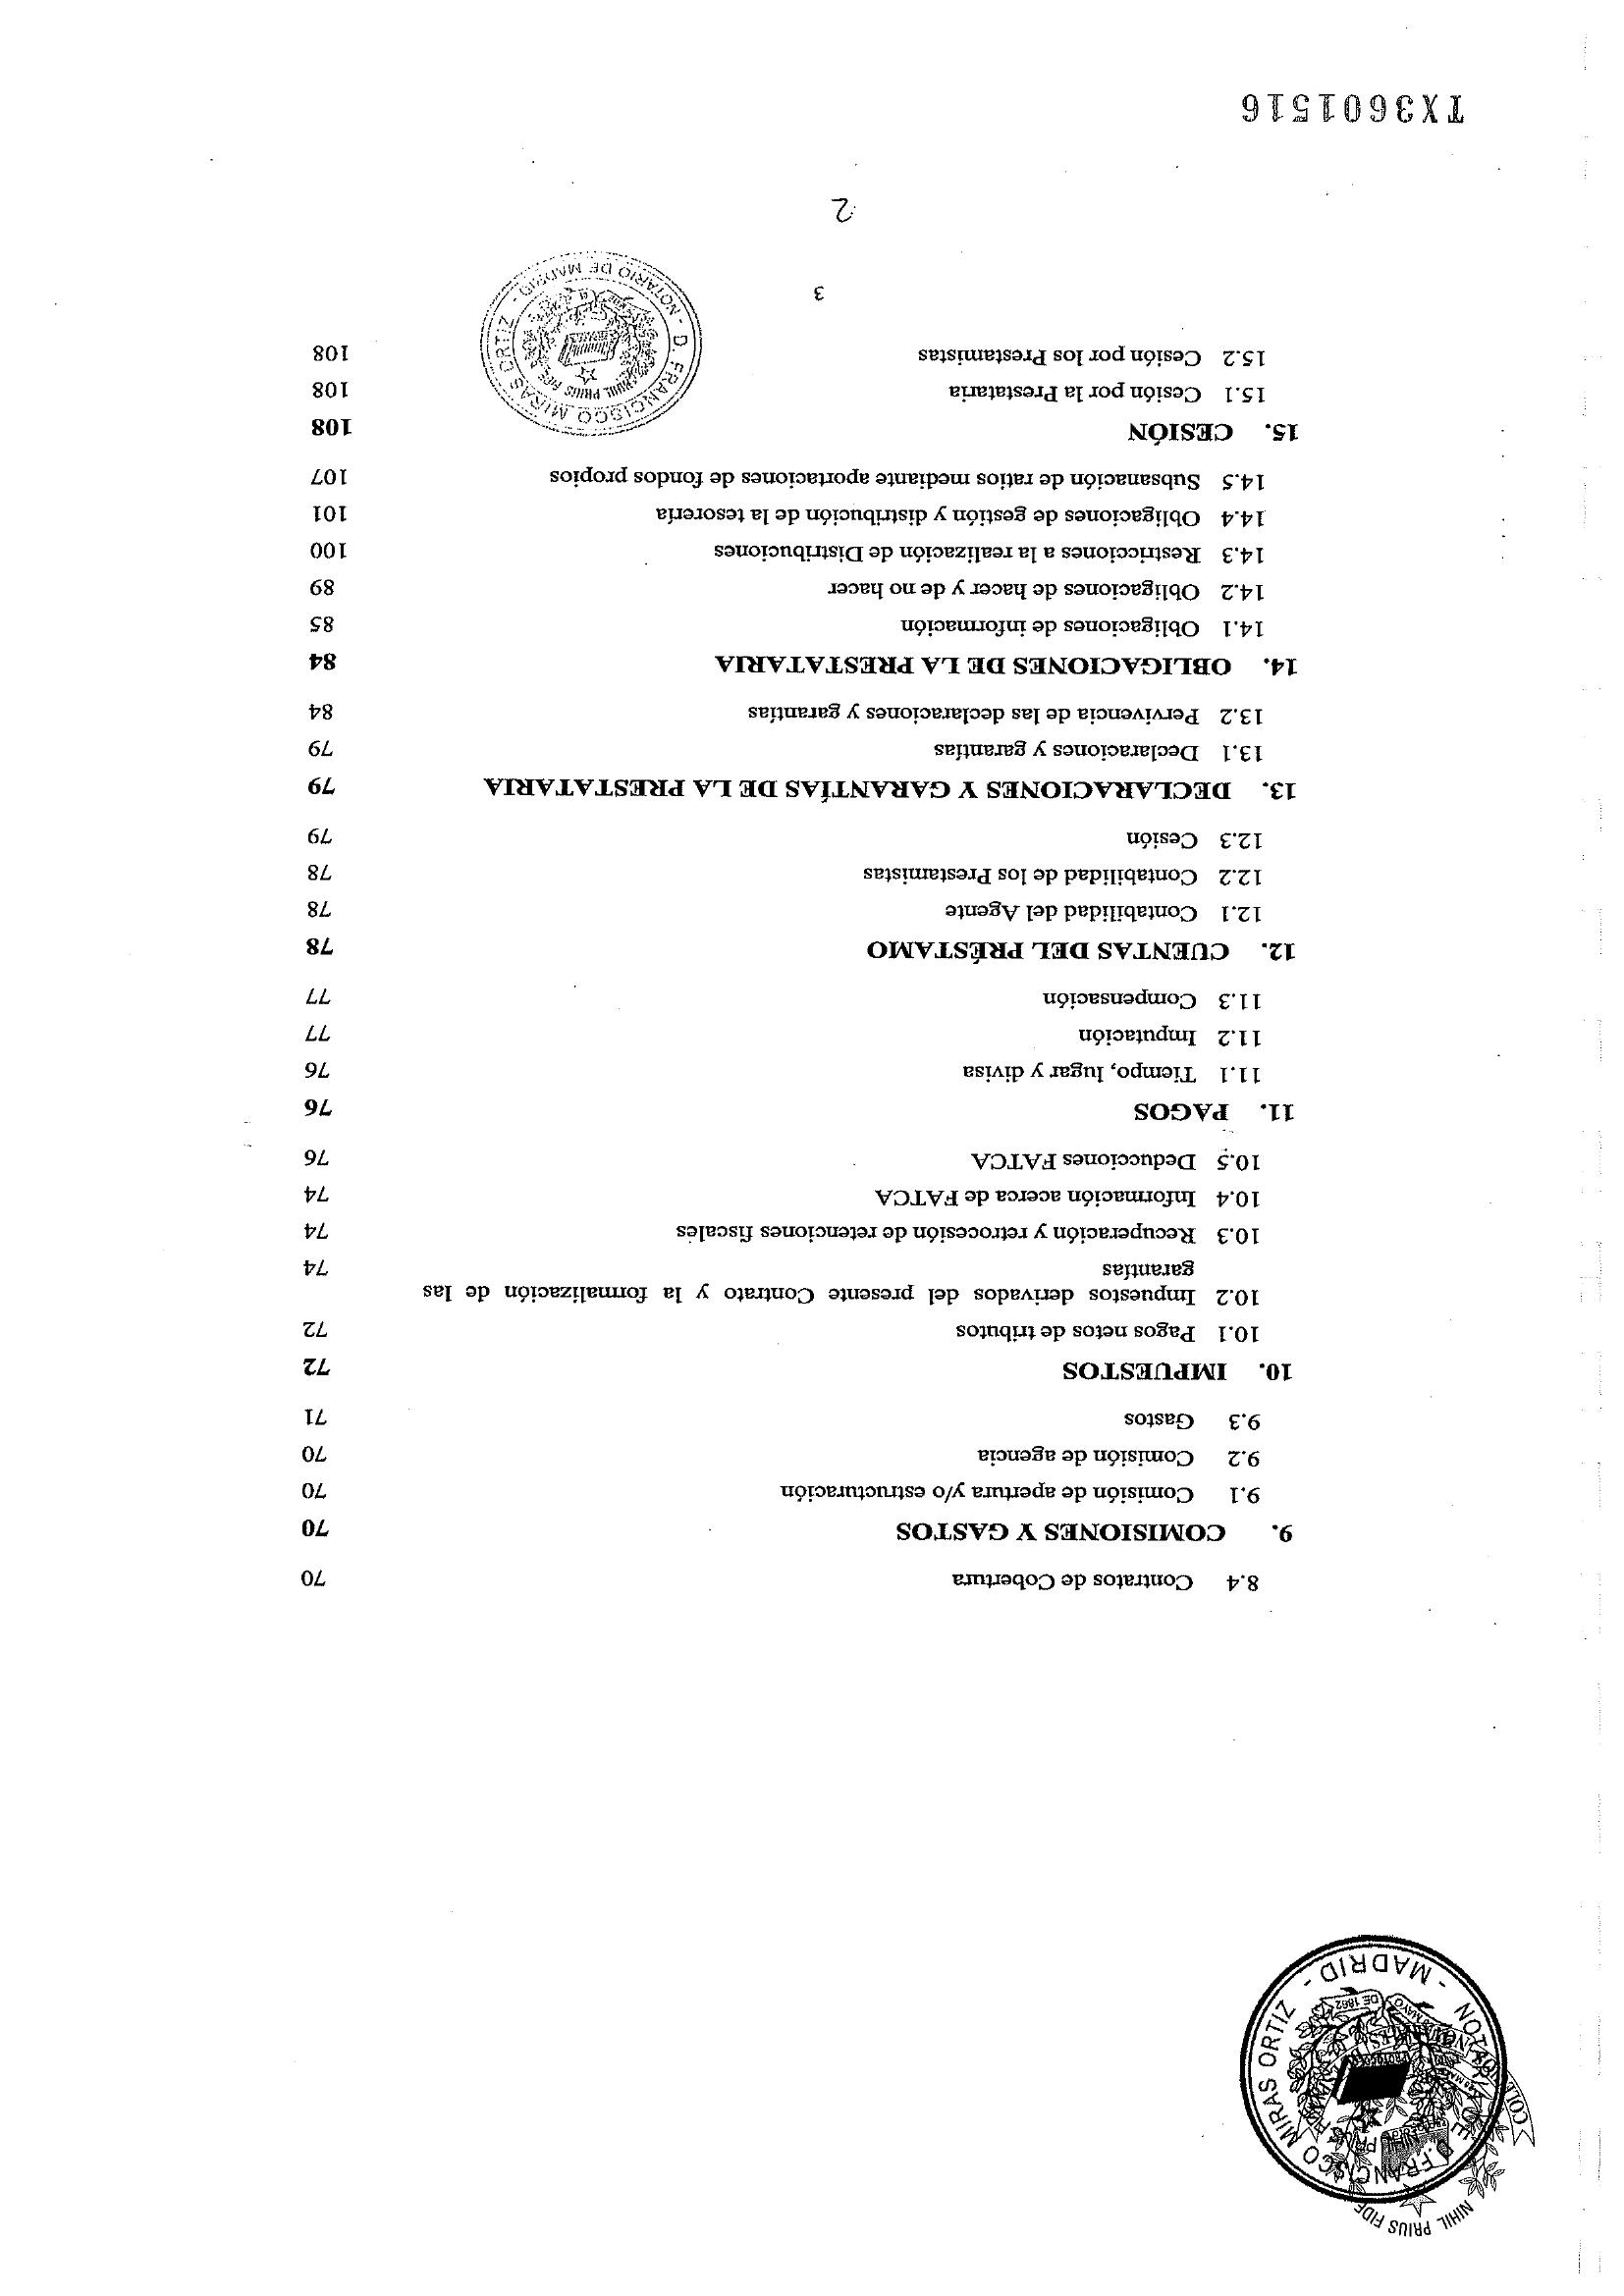 NIHIL PRIUS FIDE
D. FRANCISCO MIRAS ORTIZ
- MADRID -
8.4 Contratos de Cobertura 70
9. COMISIONES Y GASTOS 70
9.1 Comisión de apertura y/o estructuración 70
9.2 Comisión de agencia 70
9.3 Gastos 71
10. IMPUESTOS 72
10.1 Pagos netos de tributos 72
10.2 Impuestos derivados del presente Contrato y la formalización de las
garantías 74
10.3 Recuperación y retrocesión de retenciones fiscales 74
10.4 Información acerca de FATCA 74
10.5 Deducciones FATCA 76
11. PAGOS 76
11.1 Tiempo, lugar y divisa 76
11.2 Imputación 77
11.3 Compensación 77
12. CUENTAS DEL PRÉSTAMO 78
12.1 Contabilidad del Agente 78
12.2 Contabilidad de los Prestamistas 78
12.3 Cesión 79
13. DECLARACIONES Y GARANTÍAS DE LA PRESTATARIA 79
13.1 Declaraciones y garantías 79
13.2 Pervivencia de las declaraciones y garantías 84
14. OBLIGACIONES DE LA PRESTATARIA 84
14.1 Obligaciones de información 85
14.2 Obligaciones de hacer y de no hacer 89
14.3 Restricciones a la realización de Distribuciones 100
14.4 Obligaciones de gestión y distribución de la tesorería 101
14.5 Subsanación de ratios mediante aportaciones de fondos propios 107
15. CESIÓN 108
15.1 Cesión por la Prestataria 108
15.2 Cesión por los Prestamistas 108
D. FRANCISCO MIRAS ORTIZ - NOTARIO DE MADRID -
3
2
TX3601516